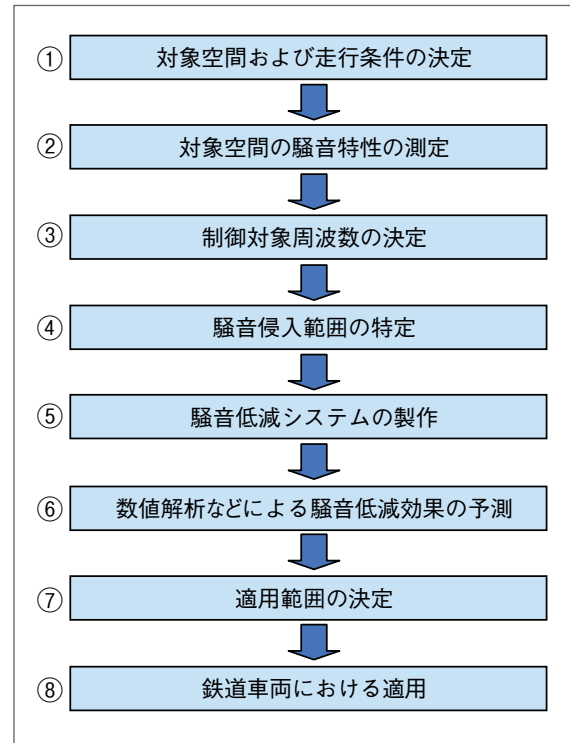 ① 対象空間および走行条件の決定
② 対象空間の騒音特性の測定
③ 制御対象周波数の決定
④ 騒音侵入範囲の特定
⑤ 騒音低減システムの製作
⑥ 数値解析などによる騒音低減効果の予測
⑦ 適用範囲の決定
⑧ 鉄道車両における適用